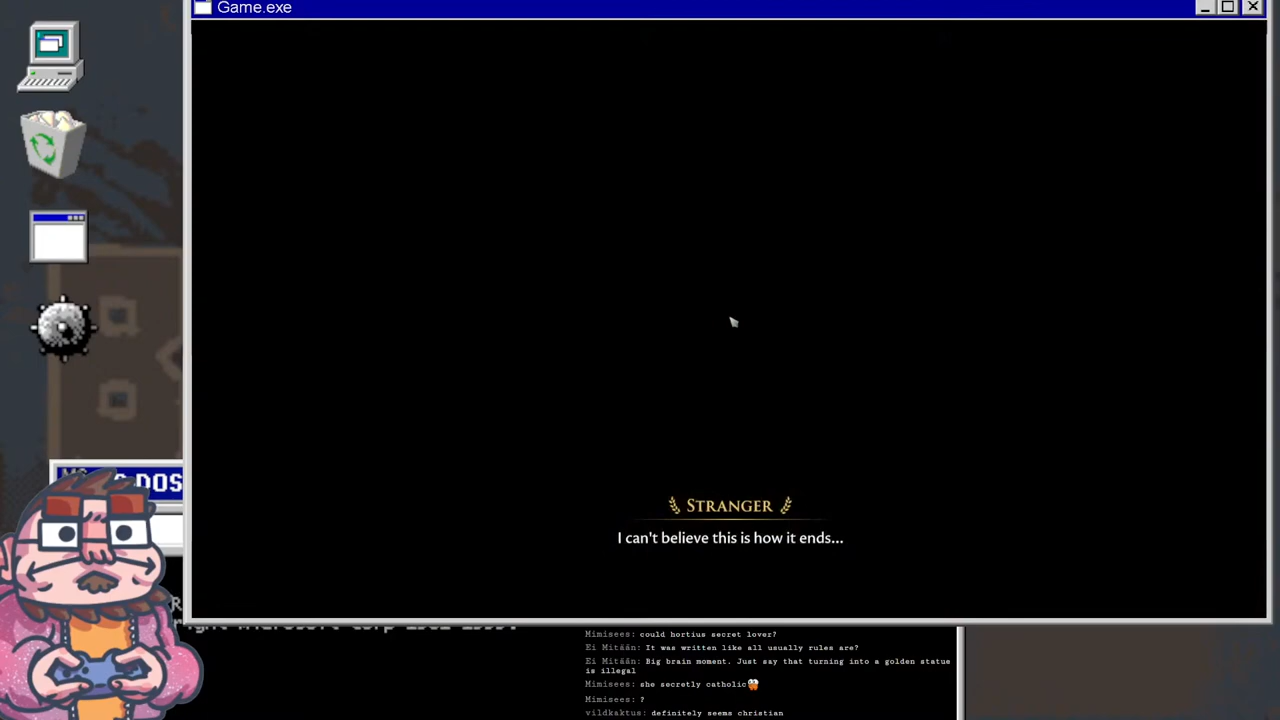 Game.exe
DOS
STRANGER
I can't believe this is how it ends...
Mimisees: could hortius secret lover?
Ei Mitään: It was written like all usually rules are?
Ei Mitään: Big brain moment. Just say that turning into a golden statue
is illegal
Mimisees: she secretly catholic
Mimisees: ?
vildkaktus: definitely seems christian